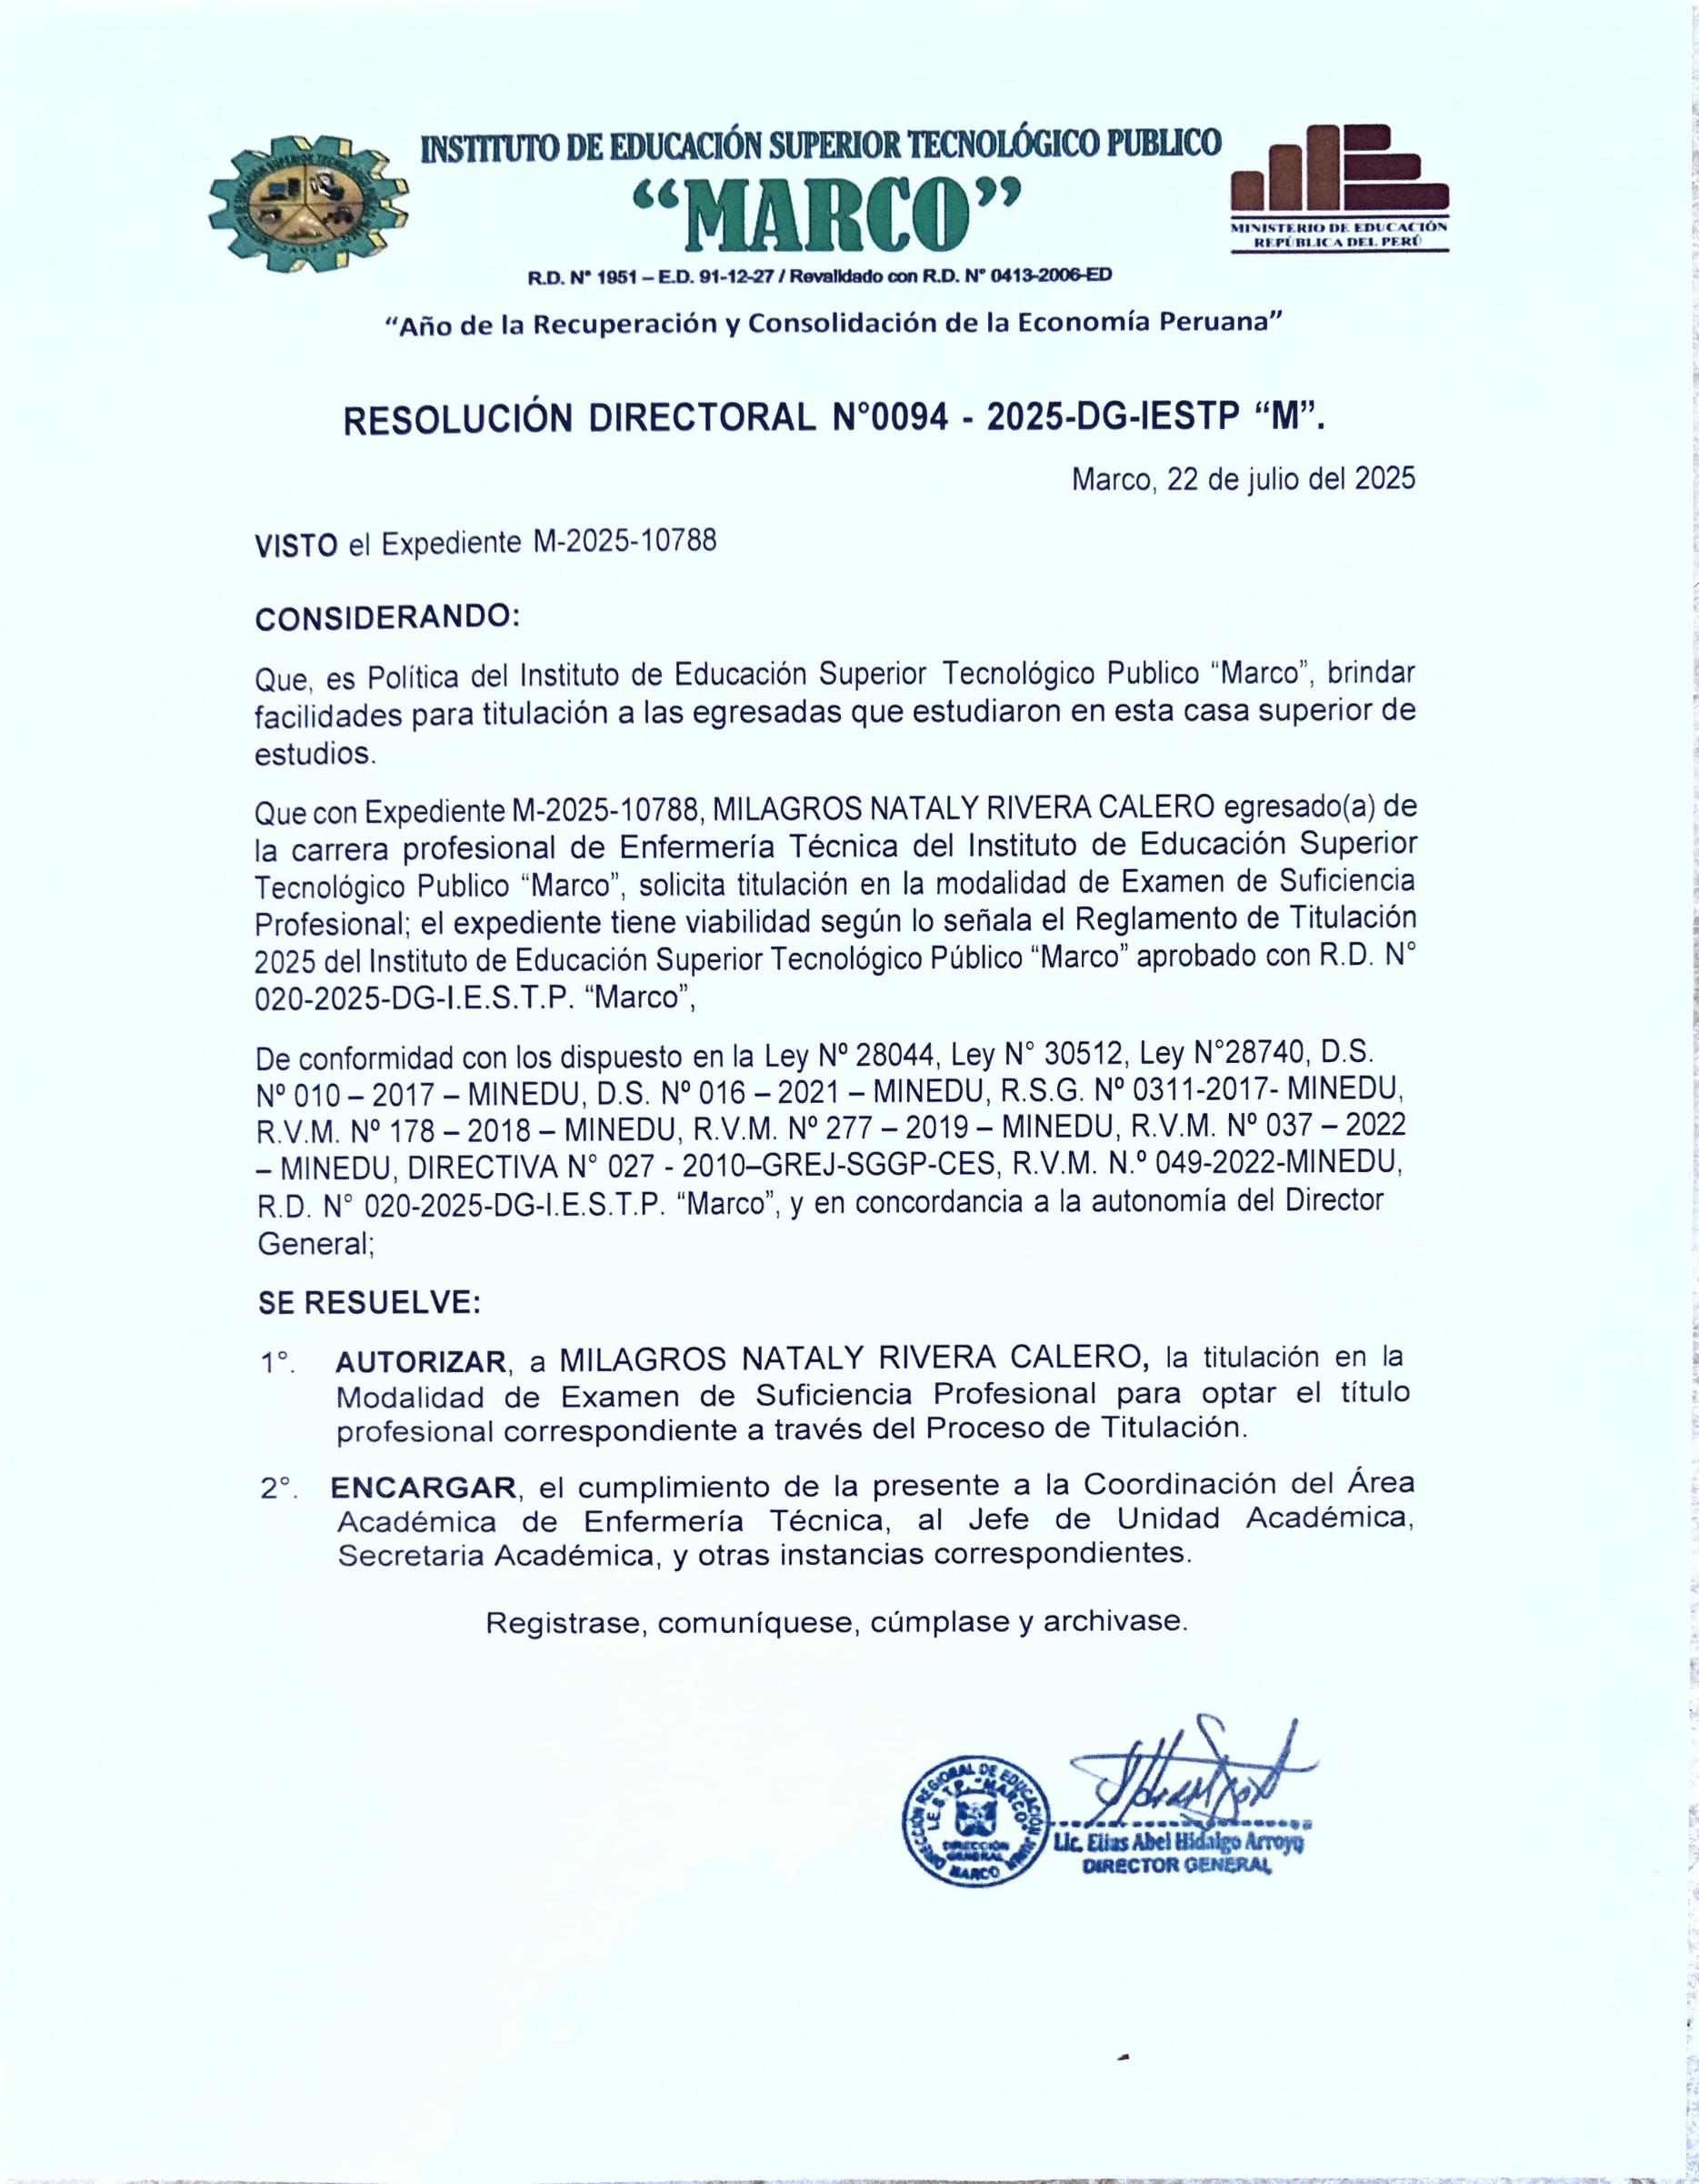 INSTITUTO DE EDUCACIÓN SUPERIOR TECNOLÓGICO PUBLICO
“MARCO”
MINISTERIO DE EDUCACIÓN
REPÚBLICA DEL PERÚ
R.D. N° 1951 – E.D. 91-12-27 / Revalidado con R.D. N° 0413-2006-ED
“Año de la Recuperación y Consolidación de la Economía Peruana”
RESOLUCIÓN DIRECTORAL N°0094 - 2025-DG-IESTP “M”.
Marco, 22 de julio del 2025
VISTO el Expediente M-2025-10788
CONSIDERANDO:
Que, es Política del Instituto de Educación Superior Tecnológico Publico “Marco”, brindar
facilidades para titulación a las egresadas que estudiaron en esta casa superior de
estudios.
Que con Expediente M-2025-10788, MILAGROS NATALY RIVERA CALERO egresado(a) de
la carrera profesional de Enfermería Técnica del Instituto de Educación Superior
Tecnológico Publico “Marco”, solicita titulación en la modalidad de Examen de Suficiencia
Profesional; el expediente tiene viabilidad según lo señala el Reglamento de Titulación
2025 del Instituto de Educación Superior Tecnológico Público “Marco” aprobado con R.D. N°
020-2025-DG-I.E.S.T.P. “Marco”,
De conformidad con los dispuesto en la Ley Nº 28044, Ley N° 30512, Ley N°28740, D.S.
Nº 010 – 2017 – MINEDU, D.S. Nº 016 – 2021 – MINEDU, R.S.G. Nº 0311-2017- MINEDU,
R.V.M. Nº 178 – 2018 – MINEDU, R.V.M. Nº 277 – 2019 – MINEDU, R.V.M. Nº 037 – 2022
– MINEDU, DIRECTIVA N° 027 - 2010–GREJ-SGGP-CES, R.V.M. N.º 049-2022-MINEDU,
R.D. N° 020-2025-DG-I.E.S.T.P. “Marco”, y en concordancia a la autonomía del Director
General;
SE RESUELVE:
1°. AUTORIZAR, a MILAGROS NATALY RIVERA CALERO, la titulación en la
Modalidad de Examen de Suficiencia Profesional para optar el título
profesional correspondiente a través del Proceso de Titulación.
2°. ENCARGAR, el cumplimiento de la presente a la Coordinación del Área
Académica de Enfermería Técnica, al Jefe de Unidad Académica,
Secretaria Académica, y otras instancias correspondientes.
Registrase, comuníquese, cúmplase y archivase.
DIRECCIÓN REGIONAL DE EDUCACIÓN JUNÍN
I.E.S.T.P. "MARCO"
DIRECCIÓN
GENERAL
MARCO
Lic. Elias Abel Hidalgo Arroyo
DIRECTOR GENERAL